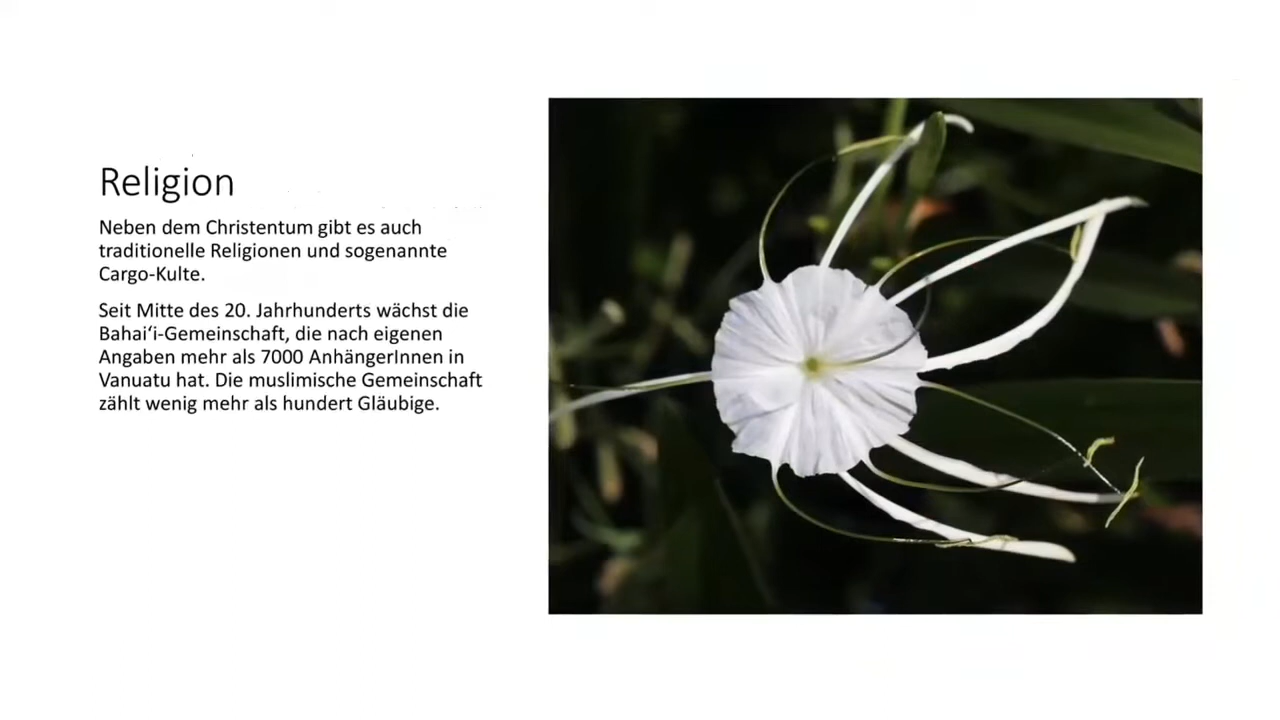 Religion
Neben dem Christentum gibt es auch
traditionelle Religionen und sogenannte
Cargo-Kulte.
Seit Mitte des 20. Jahrhunderts wächst die
Bahai‘i-Gemeinschaft, die nach eigenen
Angaben mehr als 7000 AnhängerInnen in
Vanuatu hat. Die muslimische Gemeinschaft
zählt wenig mehr als hundert Gläubige.